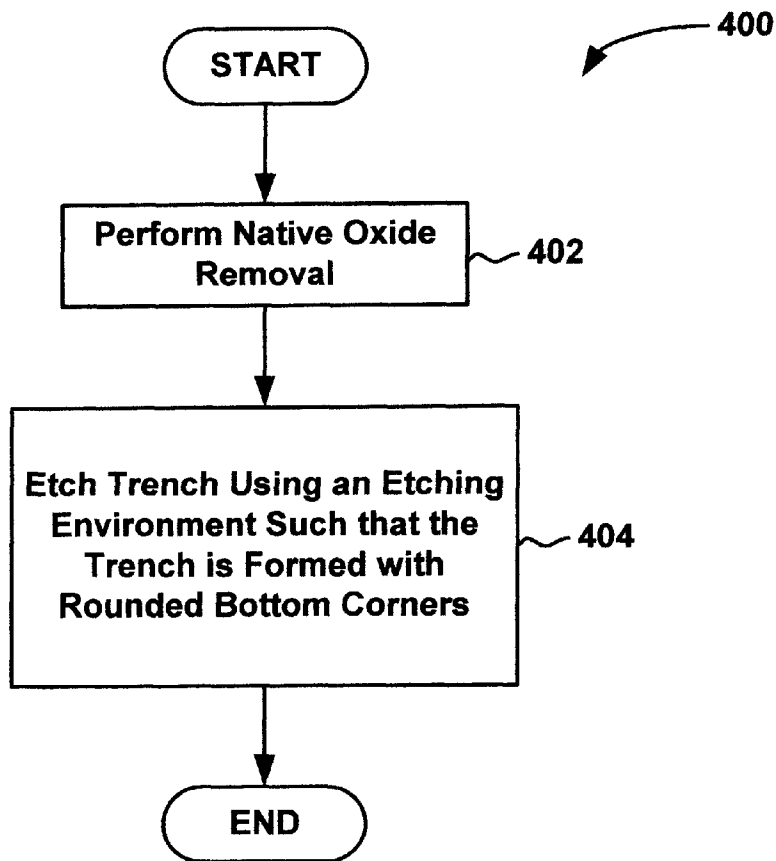 400
START
Perform Native Oxide
Removal
402
Etch Trench Using an Etching
Environment Such that the
Trench is Formed with
Rounded Bottom Corners
404
END